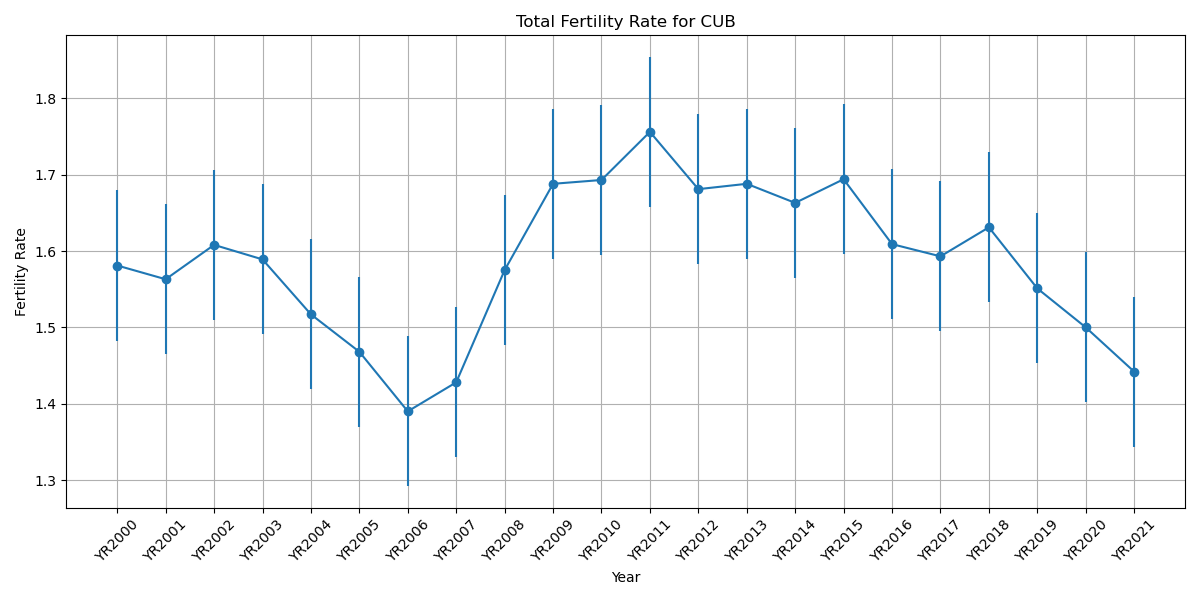 Total Fertility Rate for CUB
Fertility Rate
1.8
1.7
1.6
1.5
1.4
1.3
YR2000
YR2001
YR2002
YR2003
YR2004
YR2005
YR2006
YR2007
YR2008
YR2009
YR2010
YR2011
YR2012
YR2013
YR2014
YR2015
YR2016
YR2017
YR2018
YR2019
YR2020
YR2021
Year